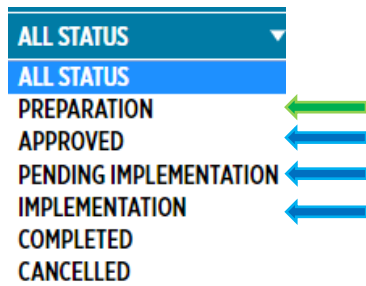 ALL STATUS
ALL STATUS
PREPARATION
APPROVED
PENDING IMPLEMENTATION
IMPLEMENTATION
COMPLETED
CANCELLED